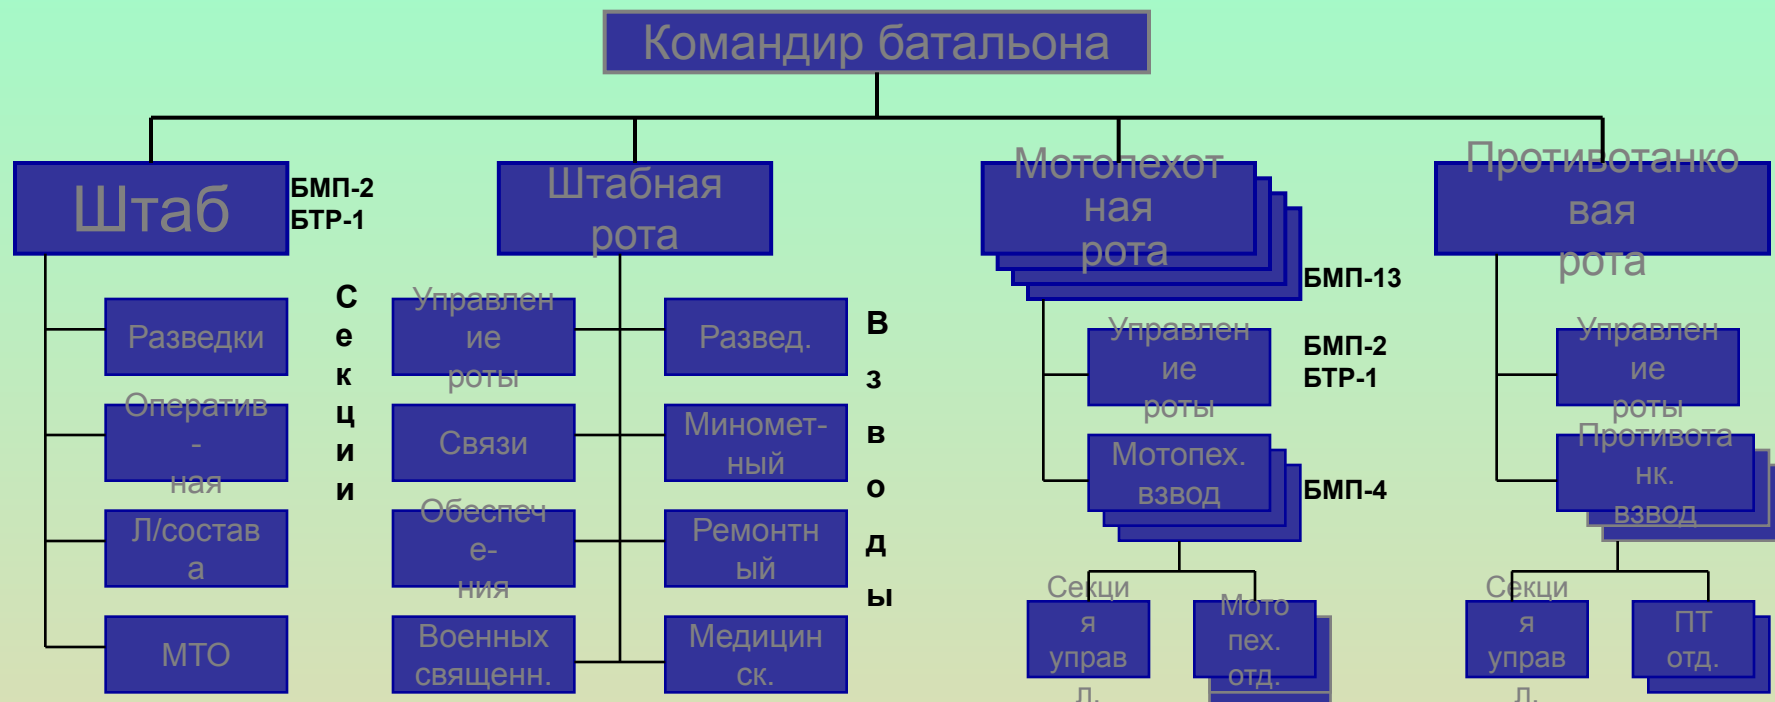 Командир батальона
Штаб
БМП-2
БТР-1
Разведки
Оператив
-
ная
Л/состав
а
МТО
С
е
к
ц
и
и
Штабная
рота
Управлен
ие
роты
Связи
Обеспеч
е-
ния
Военных
священн.
Развед.
Миномет-
ный
Ремонтн
ый
Медицин
ск.
В
з
в
о
д
ы
Мотопехот
ная
рота
БМП-13
Управлен
ие
роты
БМП-2
БТР-1
Мотопех.
взвод
БМП-4
Секци
я
управ
л.
Мото
пех.
отд.
Противотанко
вая
рота
Управлен
ие
роты
Противота
нк.
взвод
Секци
я
управ
л.
ПТ
отд.